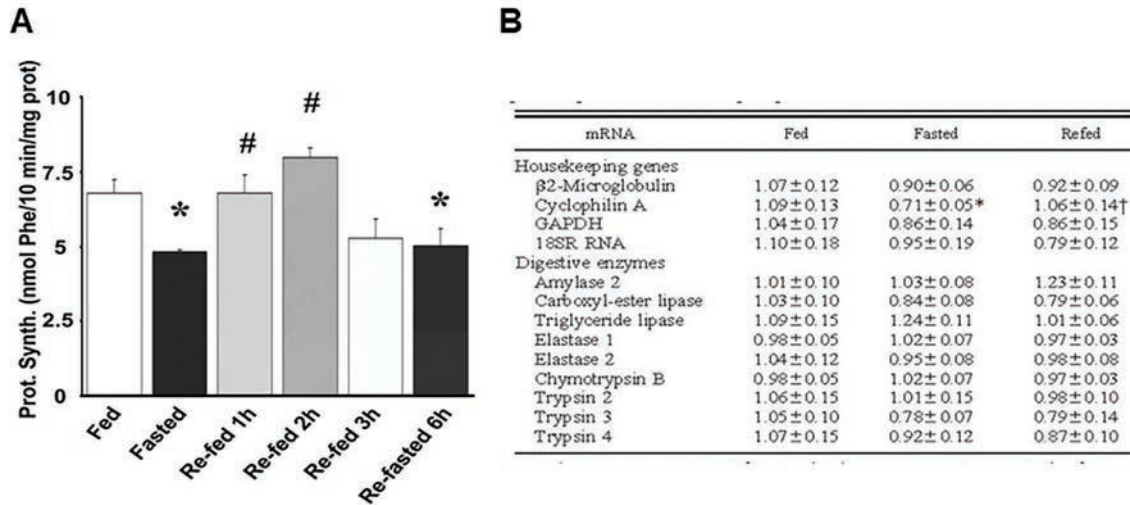 A
Prot. Synth. (nmol Phe/10 min/mg prot)
10
7.5
5
2.5
0
*
#
#
*
Fed
Fasted
Re-fed 1h
Re-fed 2h
Re-fed 3h
Re-fasted 6h
B
mRNA Fed Fasted Refed
Housekeeping genes
β2-Microglobulin 1.07±0.12 0.90±0.06 0.92±0.09
Cyclophilin A 1.09±0.13 0.71±0.05* 1.06±0.14†
GAPDH 1.04±0.17 0.86±0.14 0.86±0.15
18SR RNA 1.10±0.18 0.95±0.19 0.79±0.12
Digestive enzymes
Amylase 2 1.01±0.10 1.03±0.08 1.23±0.11
Carboxyl-ester lipase 1.03±0.10 0.84±0.08 0.79±0.06
Triglyceride lipase 1.09±0.15 1.24±0.11 1.01±0.06
Elastase 1 0.98±0.05 1.02±0.07 0.97±0.03
Elastase 2 1.04±0.12 0.95±0.08 0.98±0.08
Chymotrypsin B 0.98±0.05 1.02±0.07 0.97±0.03
Trypsin 2 1.06±0.15 1.01±0.15 0.98±0.10
Trypsin 3 1.05±0.10 0.78±0.07 0.79±0.14
Trypsin 4 1.07±0.15 0.92±0.12 0.87±0.10